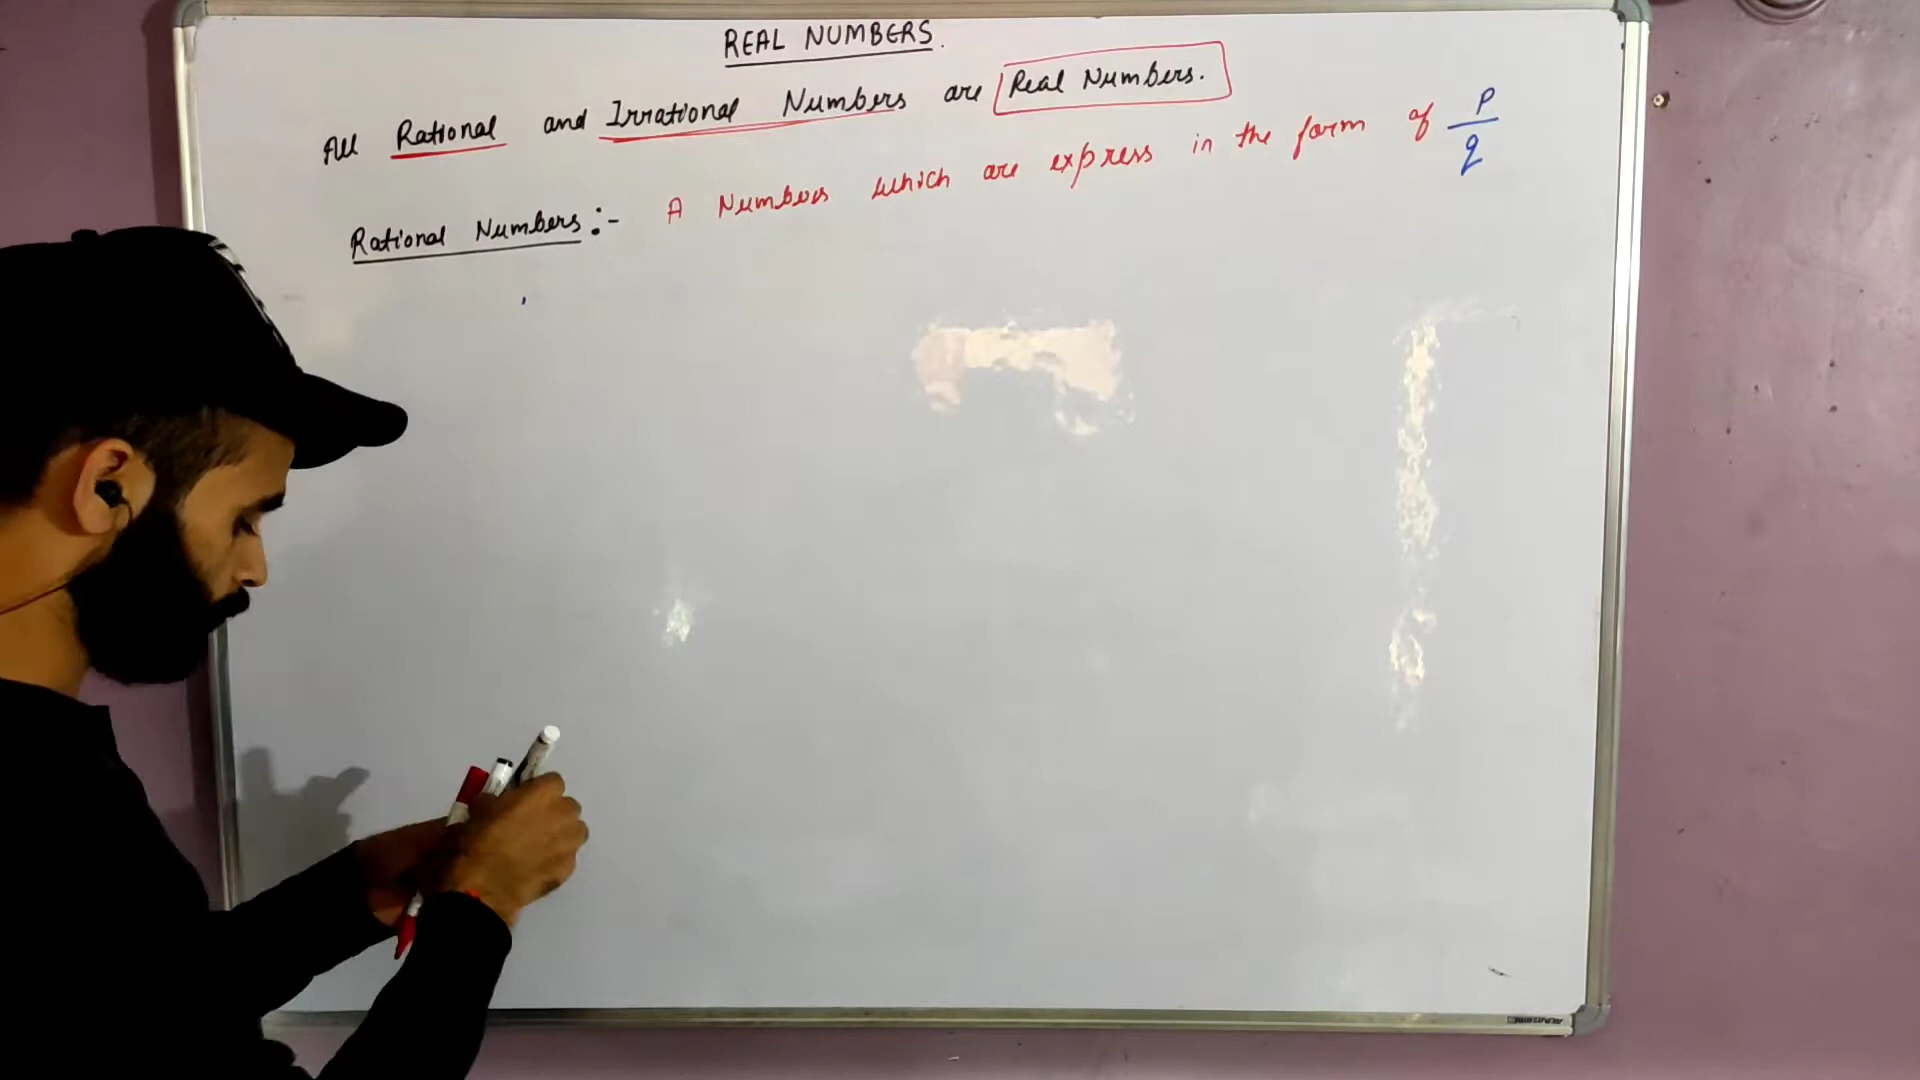 REAL NUMBERS.
All Rational and Irrational Numbers are Real Numbers.
Rational Numbers :- A Numbers which are express in the form of p/q